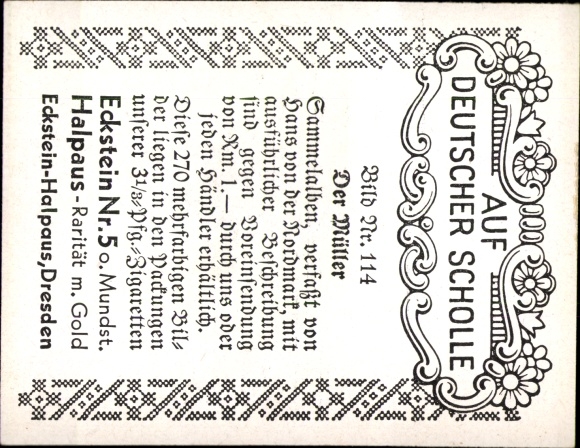 AUF
DEUTSCHER SCHOLLE
Bild Nr. 114
Der Müller
Sammelalben, verfaßt von
Hans von der Nordmark, mit
ausführlicher Beschreibung
sind gegen Voreinsendung
von Rm. 1.— durch uns oder
jeden Händler erhältlich.
Diese 270 mehrfarbigen Bil-
der liegen in den Packungen
unserer 3⅓ Pfg.-Zigaretten
Eckstein Nr. 5 o. Mundst.
Halpaus - Rarität m. Gold
Eckstein-Halpaus, Dresden